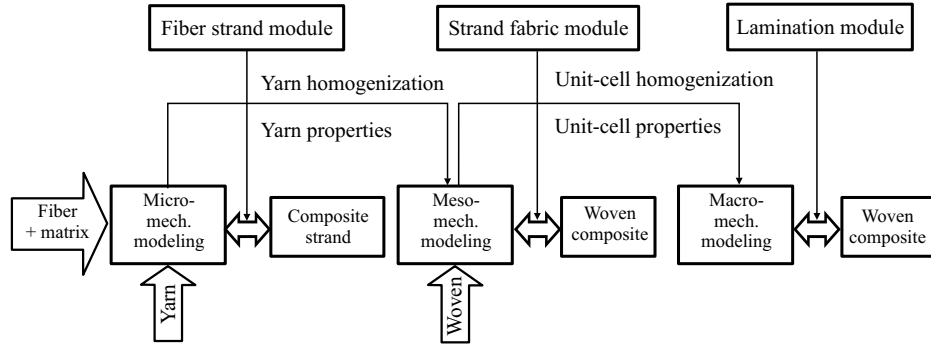 Fiber strand module
Strand fabric module
Lamination module
Yarn homogenization
Unit-cell homogenization
Yarn properties
Unit-cell properties
Fiber
+ matrix
Micro-
mech.
modeling
Composite
strand
Meso-
mech.
modeling
Woven
composite
Macro-
mech.
modeling
Woven
composite
Yarn
Woven